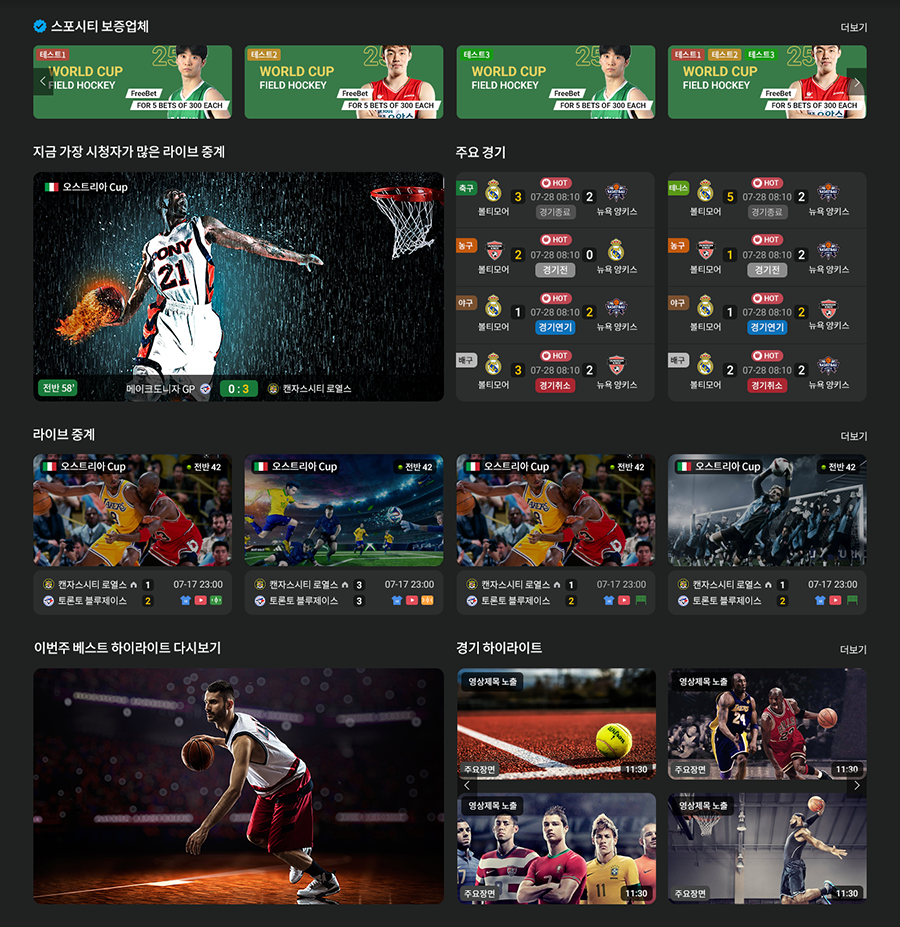 스포시티 보증업체
더보기
테스트1
25
WORLD CUP
FIELD HOCKEY
FreeBet
FOR 5 BETS OF 300 EACH
테스트2
25
WORLD CUP
FIELD HOCKEY
FreeBet
FOR 5 BETS OF 300 EACH
테스트3
25
WORLD CUP
FIELD HOCKEY
FreeBet
FOR 5 BETS OF 300 EACH
테스트1 테스트2 테스트3
25
WORLD CUP
FIELD HOCKEY
FreeBet
FOR 5 BETS OF 300 EACH
지금 가장 시청자가 많은 라이브 중계
오스트리아 Cup
PONY
21
전반 58' 메이크도니자 GP 0 : 3 캔자스시티 로열스
주요 경기
축구 3 HOT 2
07-28 08:10
볼티모어 경기종료 뉴욕 양키스
농구 2 HOT 0
07-28 08:10
볼티모어 경기전 뉴욕 양키스
야구 1 HOT 2
07-28 08:10
볼티모어 경기연기 뉴욕 양키스
배구 3 HOT 2
07-28 08:10
볼티모어 경기취소 뉴욕 양키스
테니스 5 HOT 2
07-28 08:10
볼티모어 경기종료 뉴욕 양키스
농구 1 HOT 2
07-28 08:10
볼티모어 경기전 뉴욕 양키스
야구 1 HOT 2
07-28 08:10
볼티모어 경기연기 뉴욕 양키스
배구 2 HOT 2
07-28 08:10
볼티모어 경기취소 뉴욕 양키스
라이브 중계
더보기
오스트리아 Cup 전반 42
캔자스시티 로열스 1 07-17 23:00
토론토 블루제이스 2
오스트리아 Cup 전반 42
캔자스시티 로열스 3 07-17 23:00
토론토 블루제이스 3
오스트리아 Cup 전반 42
캔자스시티 로열스 1 07-17 23:00
토론토 블루제이스 2
오스트리아 Cup 전반 42
캔자스시티 로열스 1 07-17 23:00
토론토 블루제이스 2
이번주 베스트 하이라이트 다시보기
경기 하이라이트
더보기
영상제목 노출
주요장면 11:30
영상제목 노출
24
주요장면 11:30
영상제목 노출
11
주요장면 11:30
영상제목 노출
주요장면 11:30